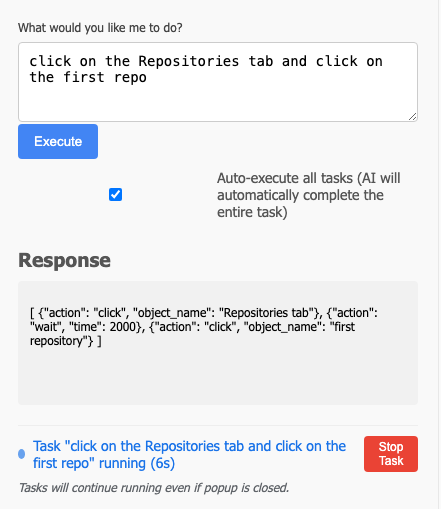 What would you like me to do?
click on the Repositories tab and click on
the first repo
Execute
Auto-execute all tasks (AI will
automatically complete the
entire task)
Response
[ {"action": "click", "object_name": "Repositories tab"}, {"action":
"wait", "time": 2000}, {"action": "click", "object_name": "first
repository"} ]
Task "click on the Repositories tab and click on the
first repo" running (6s)
Stop
Task
Tasks will continue running even if popup is closed.